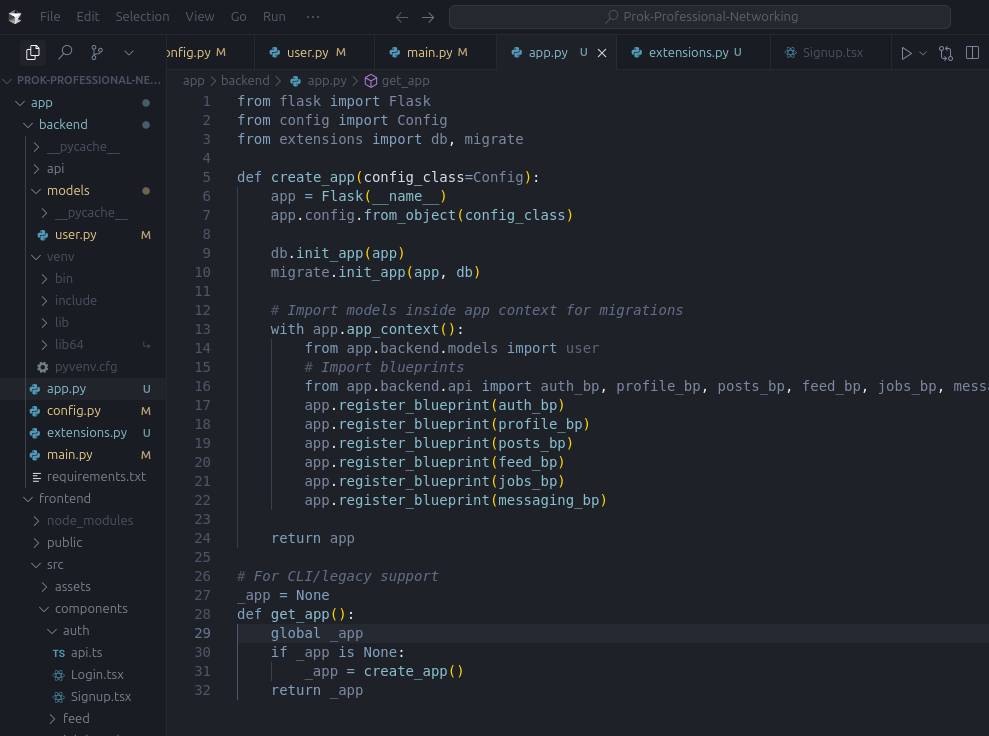 File Edit Selection View Go Run ··· ← → Prok-Professional-Networking
onfig.py M user.py M main.py M app.py U × extensions.py U Signup.tsx
PROK-PROFESSIONAL-NE...
app
backend
__pycache__
api
models
__pycache__
user.py M
venv
bin
include
lib
lib64
pyvenv.cfg
app.py U
config.py M
extensions.py U
main.py M
requirements.txt
frontend
node_modules
public
src
assets
components
auth
TS api.ts
Login.tsx
Signup.tsx
feed
app > backend > app.py > get_app
1 from flask import Flask
2 from config import Config
3 from extensions import db, migrate
4
5 def create_app(config_class=Config):
6 app = Flask(__name__)
7 app.config.from_object(config_class)
8
9 db.init_app(app)
10 migrate.init_app(app, db)
11
12 # Import models inside app context for migrations
13 with app.app_context():
14 from app.backend.models import user
15 # Import blueprints
16 from app.backend.api import auth_bp, profile_bp, posts_bp, feed_bp, jobs_bp, mess
17 app.register_blueprint(auth_bp)
18 app.register_blueprint(profile_bp)
19 app.register_blueprint(posts_bp)
20 app.register_blueprint(feed_bp)
21 app.register_blueprint(jobs_bp)
22 app.register_blueprint(messaging_bp)
23
24 return app
25
26 # For CLI/legacy support
27 _app = None
28 def get_app():
29 global _app
30 if _app is None:
31 _app = create_app()
32 return _app